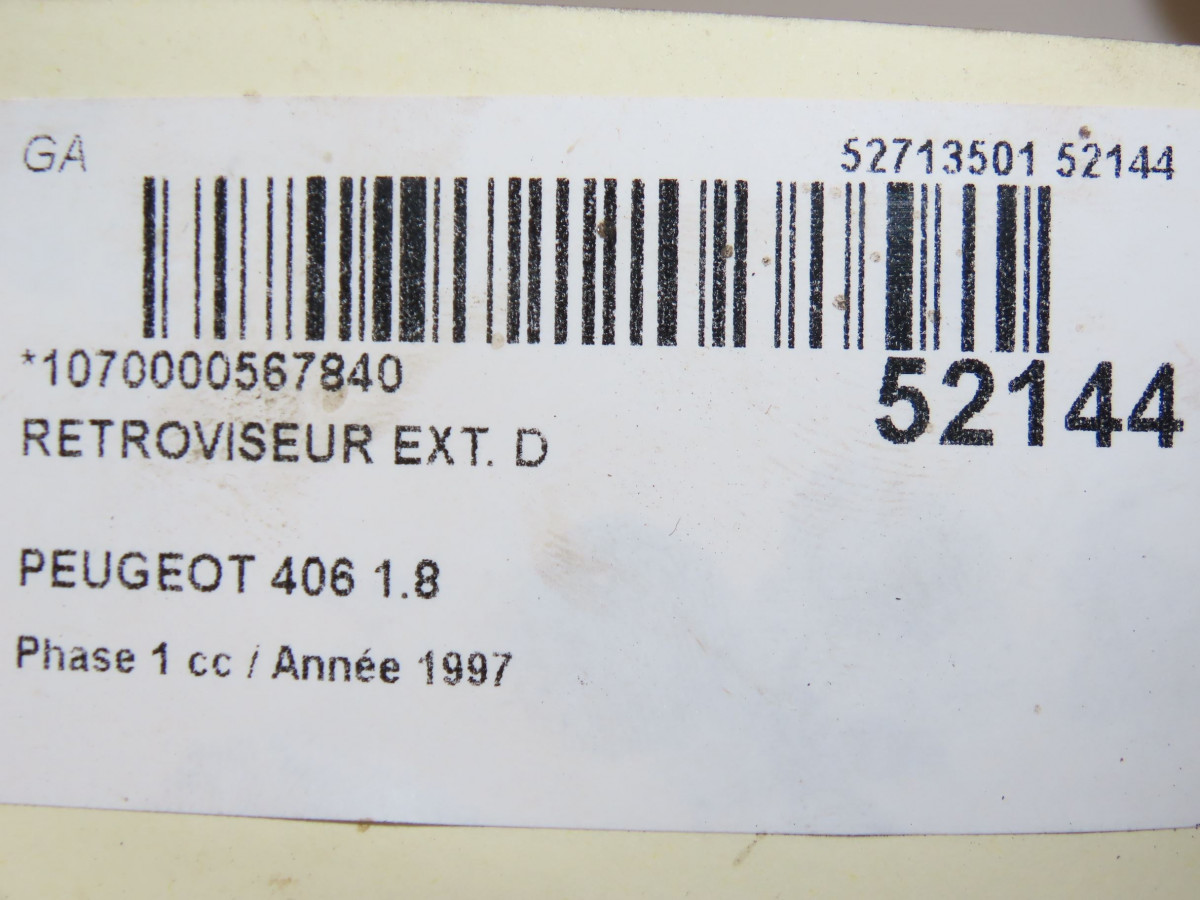 GA
52713501 52144
*1070000567840
52144
RETROVISEUR EXT. D
PEUGEOT 406 1.8
Phase 1 cc / Année 1997